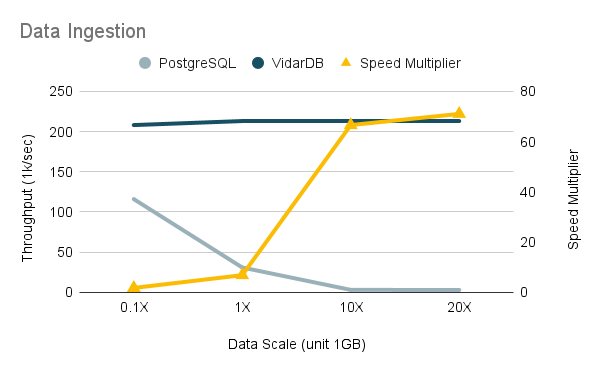 Data Ingestion
PostgreSQL VidarDB Speed Multiplier
250 80
200 60
150
100 40
50 20
0 0
0.1X 1X 10X 20X
Throughput (1k/sec)
Speed Multiplier
Data Scale (unit 1GB)